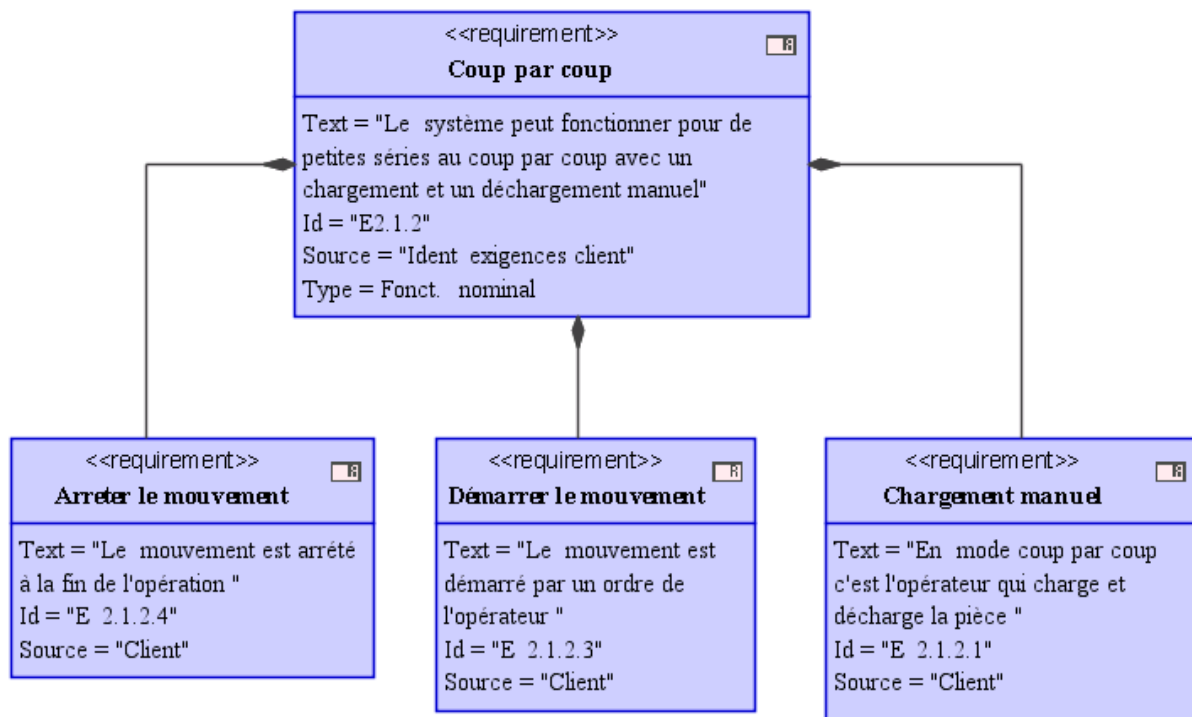 <<requirement>>
Coup par coup
Text = "Le système peut fonctionner pour de
petites séries au coup par coup avec un
chargement et un déchargement manuel"
Id = "E2.1.2"
Source = "Ident exigences client"
Type = Fonct. nominal
<<requirement>>
Arreter le mouvement
Text = "Le mouvement est arrété
à la fin de l'opération "
Id = "E 2.1.2.4"
Source = "Client"
<<requirement>>
Démarrer le mouvement
Text = "Le mouvement est
démarré par un ordre de
l'opérateur "
Id = "E 2.1.2.3"
Source = "Client"
<<requirement>>
Chargement manuel
Text = "En mode coup par coup
c'est l'opérateur qui charge et
décharge la pièce "
Id = "E 2.1.2.1"
Source = "Client"